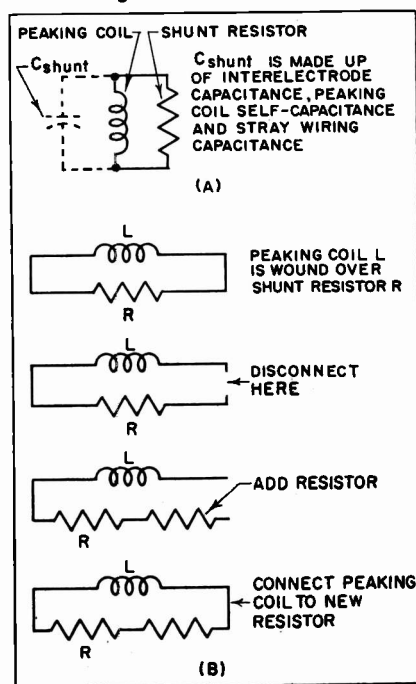 PEAKING COIL
SHUNT RESISTOR
Cshunt
Cshunt IS MADE UP
OF INTERELECTRODE
CAPACITANCE, PEAKING
COIL SELF-CAPACITANCE
AND STRAY WIRING
CAPACITANCE
(A)
L
R
PEAKING COIL L
IS WOUND OVER
SHUNT RESISTOR R
L
R
DISCONNECT
HERE
L
ADD RESISTOR
R
L
R
CONNECT PEAKING
COIL TO NEW
RESISTOR
(B)